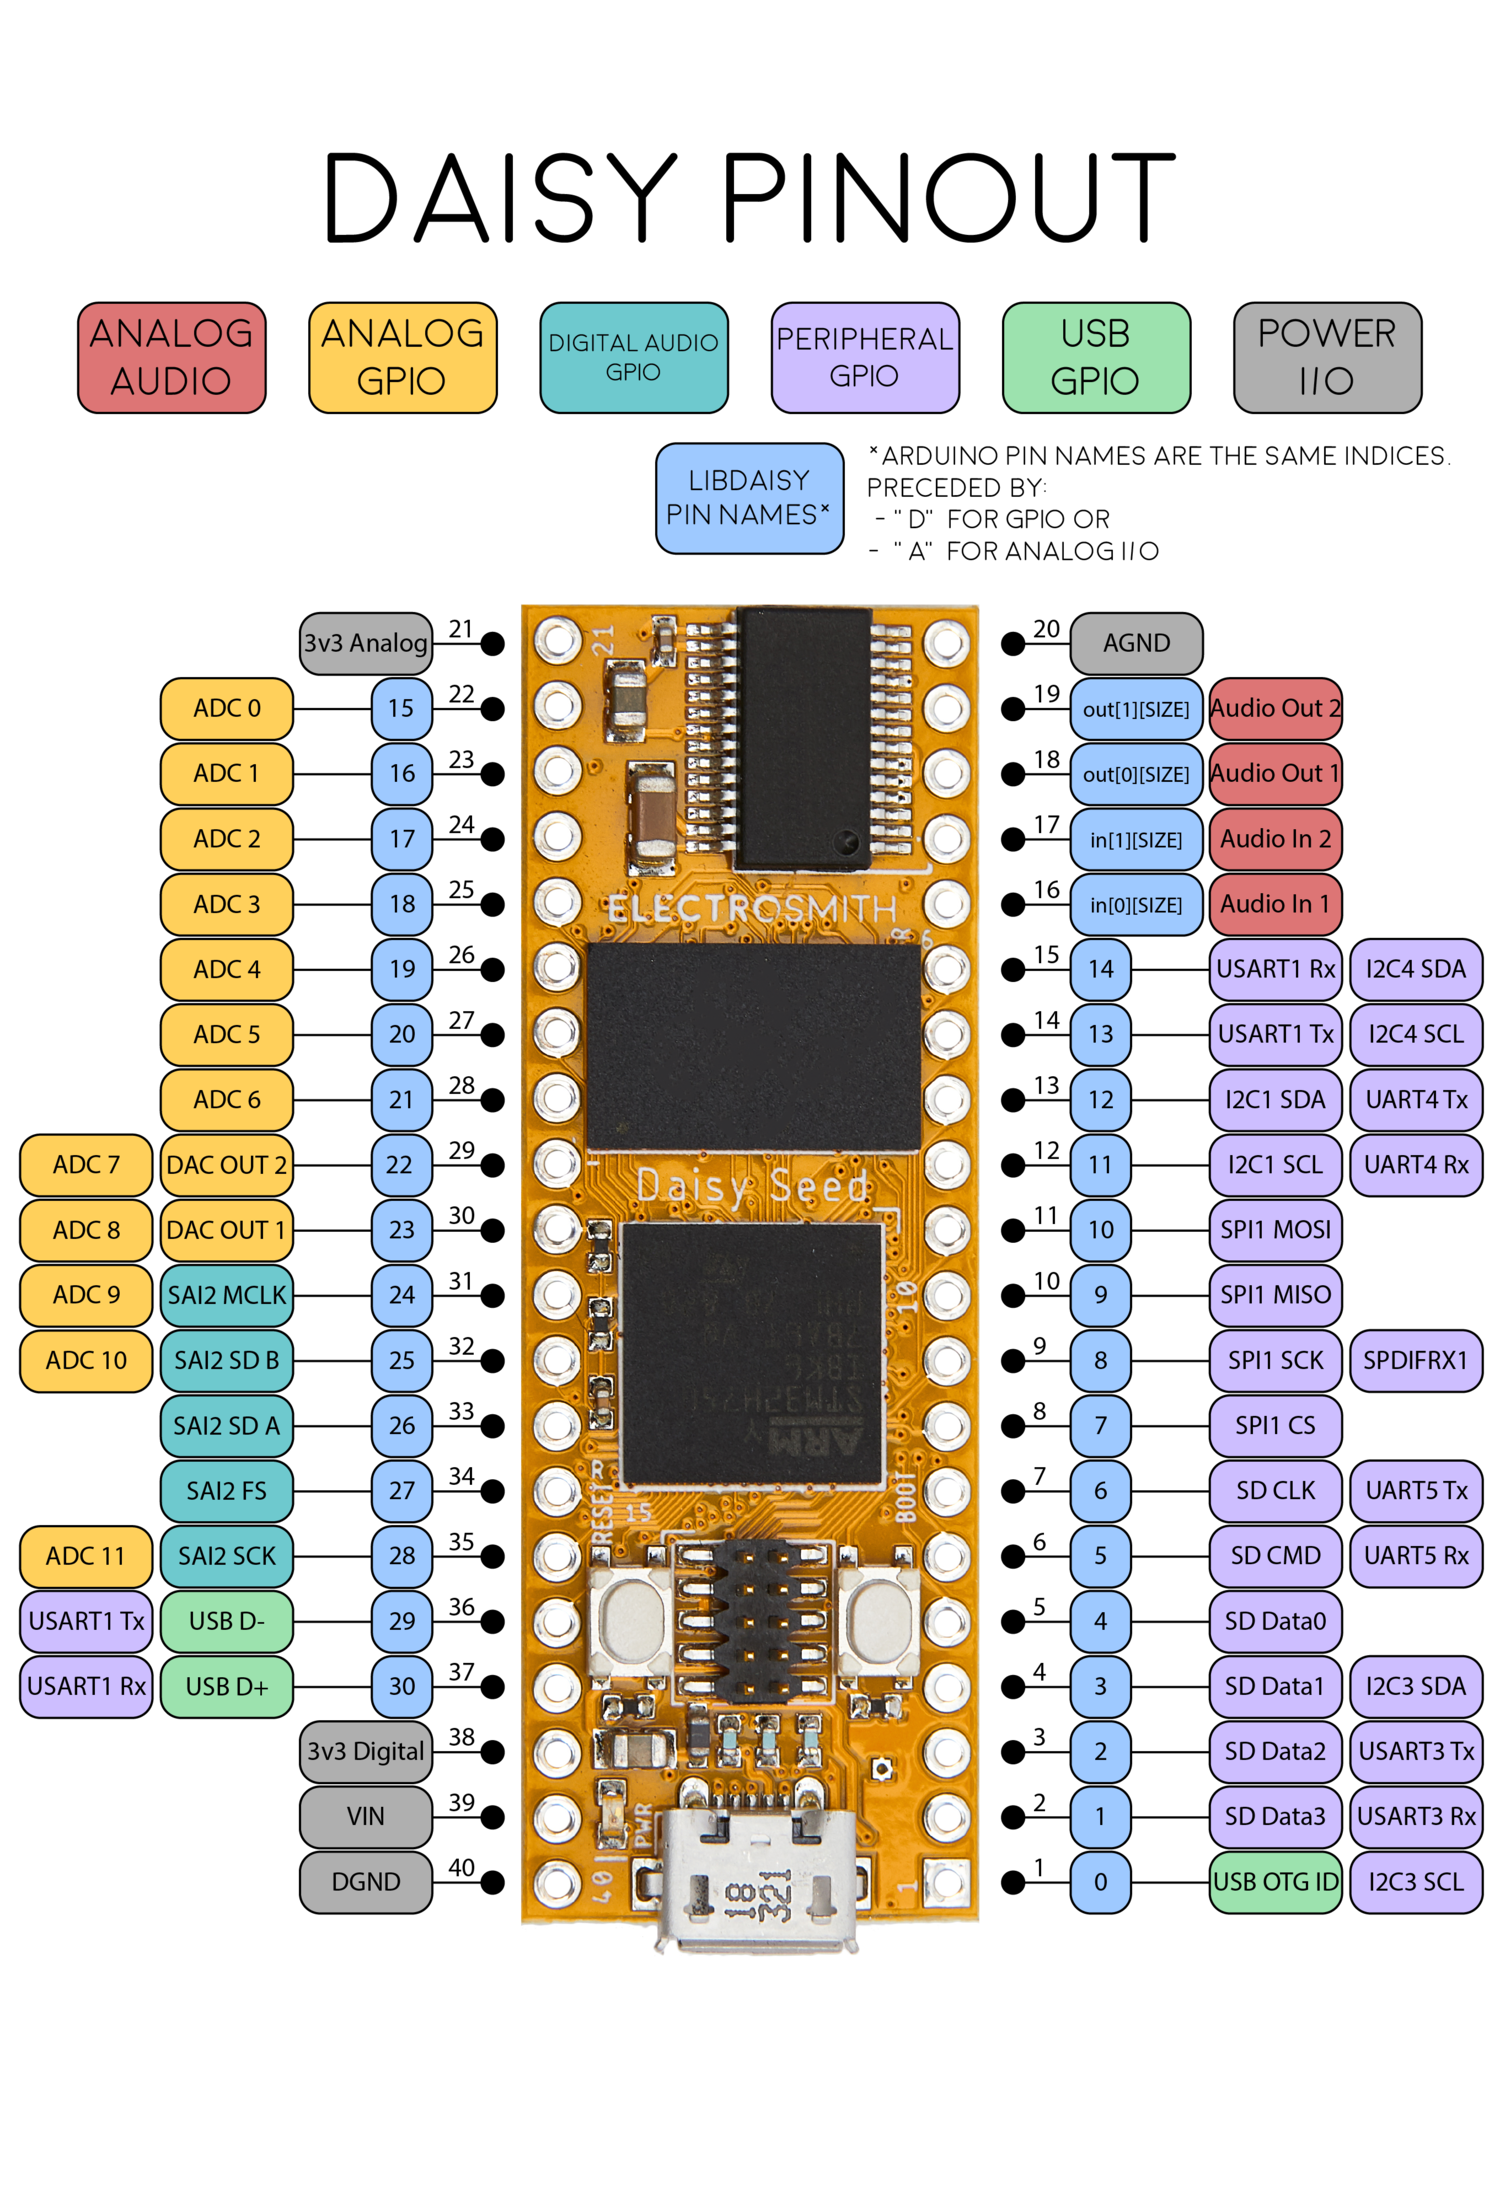 DAISY PINOUT
ANALOG
AUDIO
ANALOG
GPIO
DIGITAL AUDIO
GPIO
PERIPHERAL
GPIO
USB
GPIO
POWER
I/O
LIBDAISY
PIN NAMES*
*ARDUINO PIN NAMES ARE THE SAME INDICES.
PRECEDED BY:
- "D" FOR GPIO OR
- "A" FOR ANALOG I/O
3v3 Analog 21 20 AGND
ADC 0 15 22 19 out[1][SIZE] Audio Out 2
ADC 1 16 23 18 out[0][SIZE] Audio Out 1
ADC 2 17 24 17 in[1][SIZE] Audio In 2
ADC 3 18 25 16 in[0][SIZE] Audio In 1
ADC 4 19 26 15 14 USART1 Rx I2C4 SDA
ADC 5 20 27 14 13 USART1 Tx I2C4 SCL
ADC 6 21 28 13 12 I2C1 SDA UART4 Tx
ADC 7 DAC OUT 2 22 29 12 11 I2C1 SCL UART4 Rx
ADC 8 DAC OUT 1 23 30 11 10 SPI1 MOSI
ADC 9 SAI2 MCLK 24 31 10 9 SPI1 MISO
ADC 10 SAI2 SD B 25 32 9 8 SPI1 SCK SPDIFRX1
SAI2 SD A 26 33 8 7 SPI1 CS
SAI2 FS 27 34 7 6 SD CLK UART5 Tx
ADC 11 SAI2 SCK 28 35 6 5 SD CMD UART5 Rx
USART1 Tx USB D- 29 36 5 4 SD Data0
USART1 Rx USB D+ 30 37 4 3 SD Data1 I2C3 SDA
3v3 Digital 38 3 2 SD Data2 USART3 Tx
VIN 39 2 1 SD Data3 USART3 Rx
DGND 40 1 0 USB OTG ID I2C3 SCL
21
ELECTROSMITH
Daisy Seed
10
ARM
RESET
15
BOOT
PWR
40
1
18
321